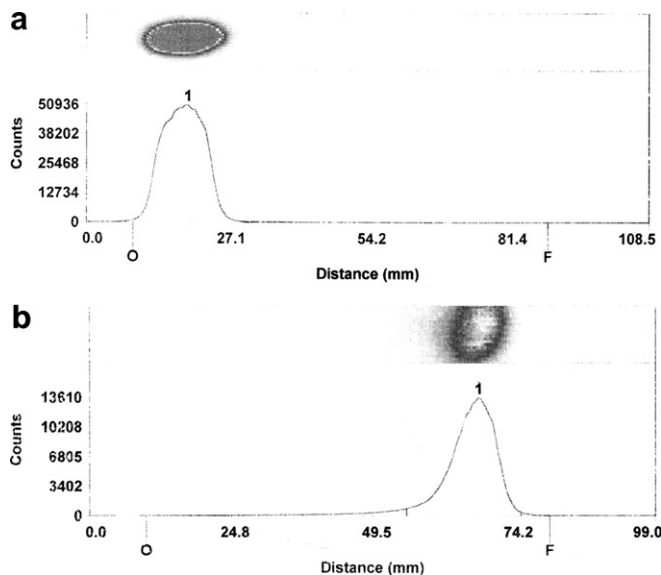 a
1
50936
38202
25468
12734
0
Counts
0.0 27.1 54.2 81.4 108.5
O F
Distance (mm)
b
1
13610
10208
6805
3402
0
Counts
0.0 24.8 49.5 74.2 99.0
O F
Distance (mm)